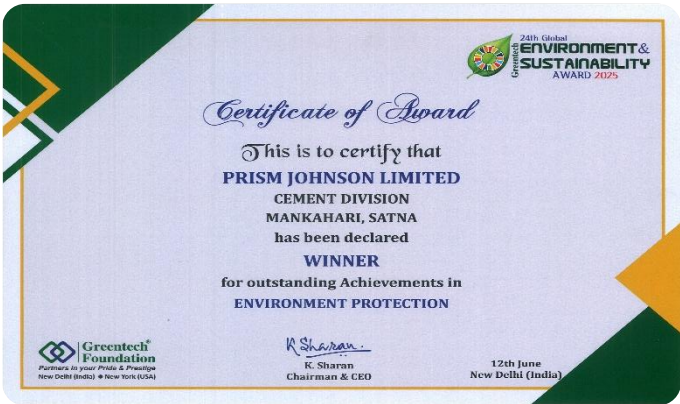 24th Global
Greentech
ENVIRONMENT&
SUSTAINABILITY
AWARD 2025
Certificate of Award
This is to certify that
PRISM JOHNSON LIMITED
CEMENT DIVISION
MANKAHARI, SATNA
has been declared
WINNER
for outstanding Achievements in
ENVIRONMENT PROTECTION
Greentech®
Foundation
Partners in your Pride & Prestige
New Delhi (India) ◆ New York (USA)
K Sharan.
K. Sharan
Chairman & CEO
12th June
New Delhi (India)